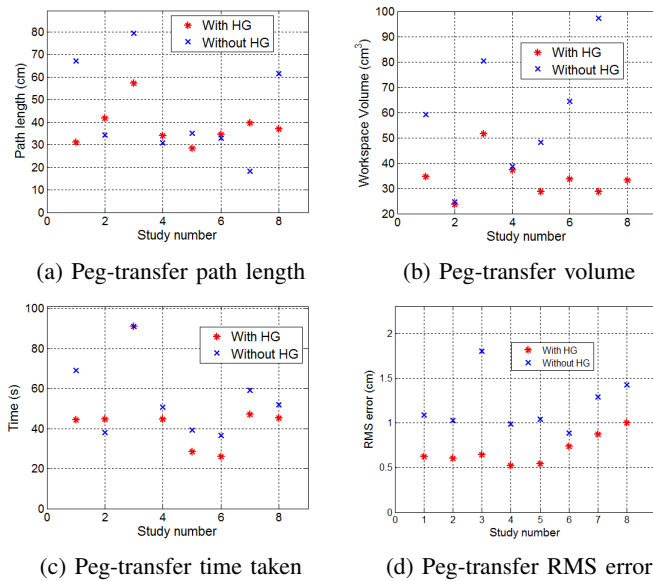 With HG
Without HG
Path length (cm)
80
70
60
50
40
30
20
10
0
0 2 4 6 8
Study number
(a) Peg-transfer path length
With HG
Without HG
Workspace Volume (cm³)
100
90
80
70
60
50
40
30
20
0 2 4 6 8
Study number
(b) Peg-transfer volume
With HG
Without HG
Time (s)
100
80
60
40
20
0
0 2 4 6 8
Study number
(c) Peg-transfer time taken
With HG
Without HG
RMS error (cm)
2
1.5
1
0.5
0
0 1 2 3 4 5 6 7 8
Study number
(d) Peg-transfer RMS error